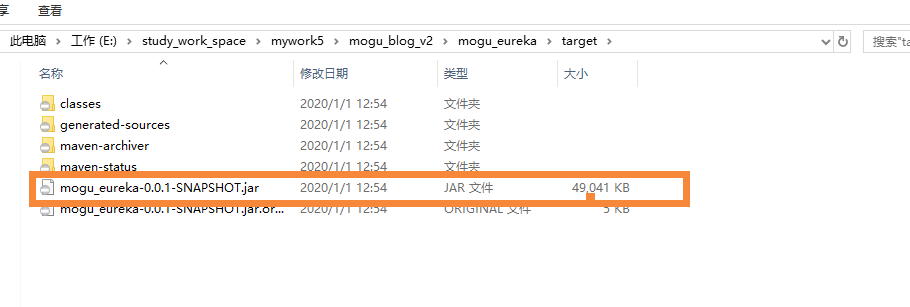 享 查看
此电脑 > 工作 (E:) > study_work_space > mywork5 > mogu_blog_v2 > mogu_eureka > target > 搜索"ta
名称 修改日期 类型 大小
classes 2020/1/1 12:54 文件夹
generated-sources 2020/1/1 12:54 文件夹
maven-archiver 2020/1/1 12:54 文件夹
maven-status 2020/1/1 12:54 文件夹
mogu_eureka-0.0.1-SNAPSHOT.jar 2020/1/1 12:54 JAR 文件 49,041 KB
mogu_eureka-0.0.1-SNAPSHOT.jar.or... 2020/1/1 12:54 ORIGINAL 文件 5 KB